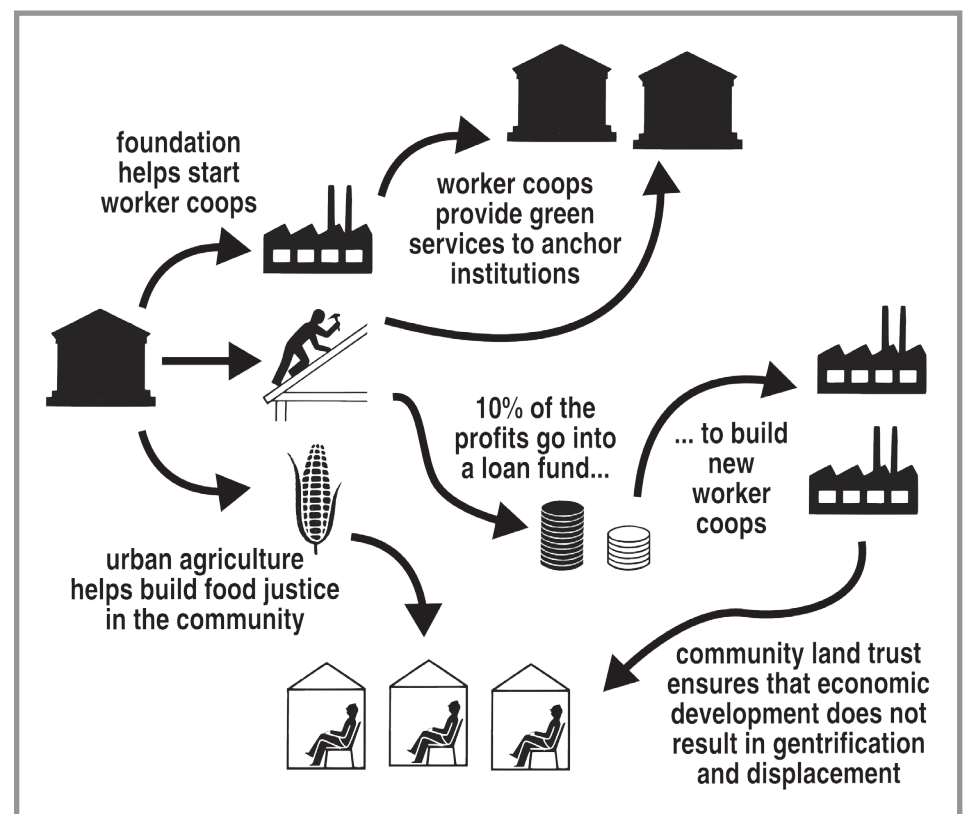 foundation
helps start
worker coops
worker coops
provide green
services to anchor
institutions
10% of the
profits go into
a loan fund...
... to build
new
worker
coops
urban agriculture
helps build food justice
in the community
community land trust
ensures that economic
development does not
result in gentrification
and displacement